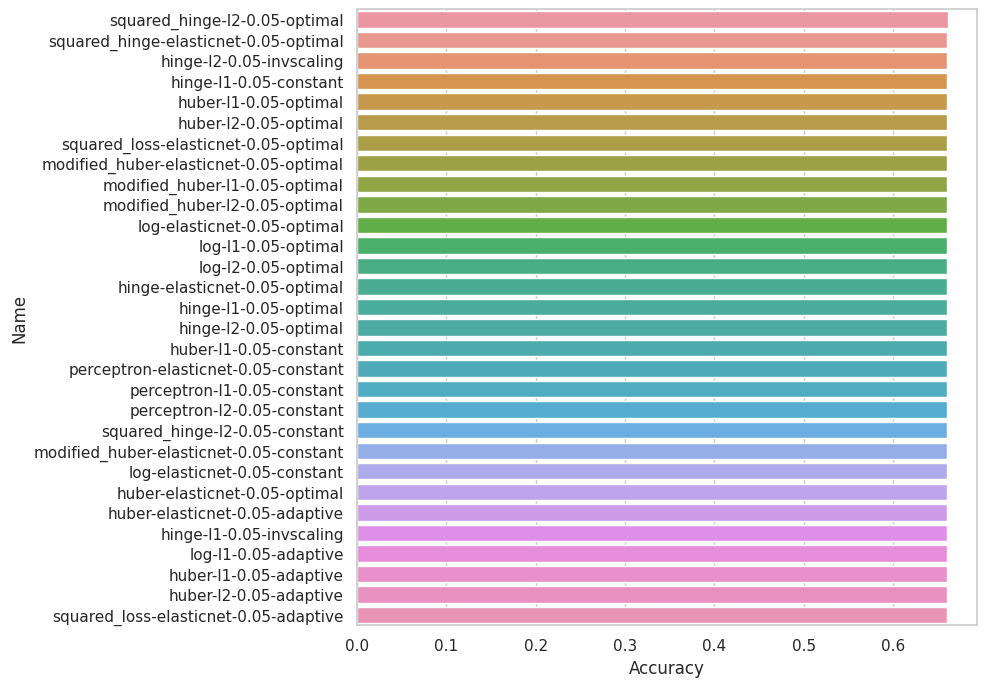 squared_hinge-l2-0.05-optimal
squared_hinge-elasticnet-0.05-optimal
hinge-l2-0.05-invscaling
hinge-l1-0.05-constant
huber-l1-0.05-optimal
huber-l2-0.05-optimal
squared_loss-elasticnet-0.05-optimal
modified_huber-elasticnet-0.05-optimal
modified_huber-l1-0.05-optimal
modified_huber-l2-0.05-optimal
log-elasticnet-0.05-optimal
log-l1-0.05-optimal
log-l2-0.05-optimal
hinge-elasticnet-0.05-optimal
hinge-l1-0.05-optimal
hinge-l2-0.05-optimal
huber-l1-0.05-constant
perceptron-elasticnet-0.05-constant
perceptron-l1-0.05-constant
perceptron-l2-0.05-constant
squared_hinge-l2-0.05-constant
modified_huber-elasticnet-0.05-constant
log-elasticnet-0.05-constant
huber-elasticnet-0.05-optimal
huber-elasticnet-0.05-adaptive
hinge-l1-0.05-invscaling
log-l1-0.05-adaptive
huber-l1-0.05-adaptive
huber-l2-0.05-adaptive
squared_loss-elasticnet-0.05-adaptive
Name
0.0 0.1 0.2 0.3 0.4 0.5 0.6
Accuracy